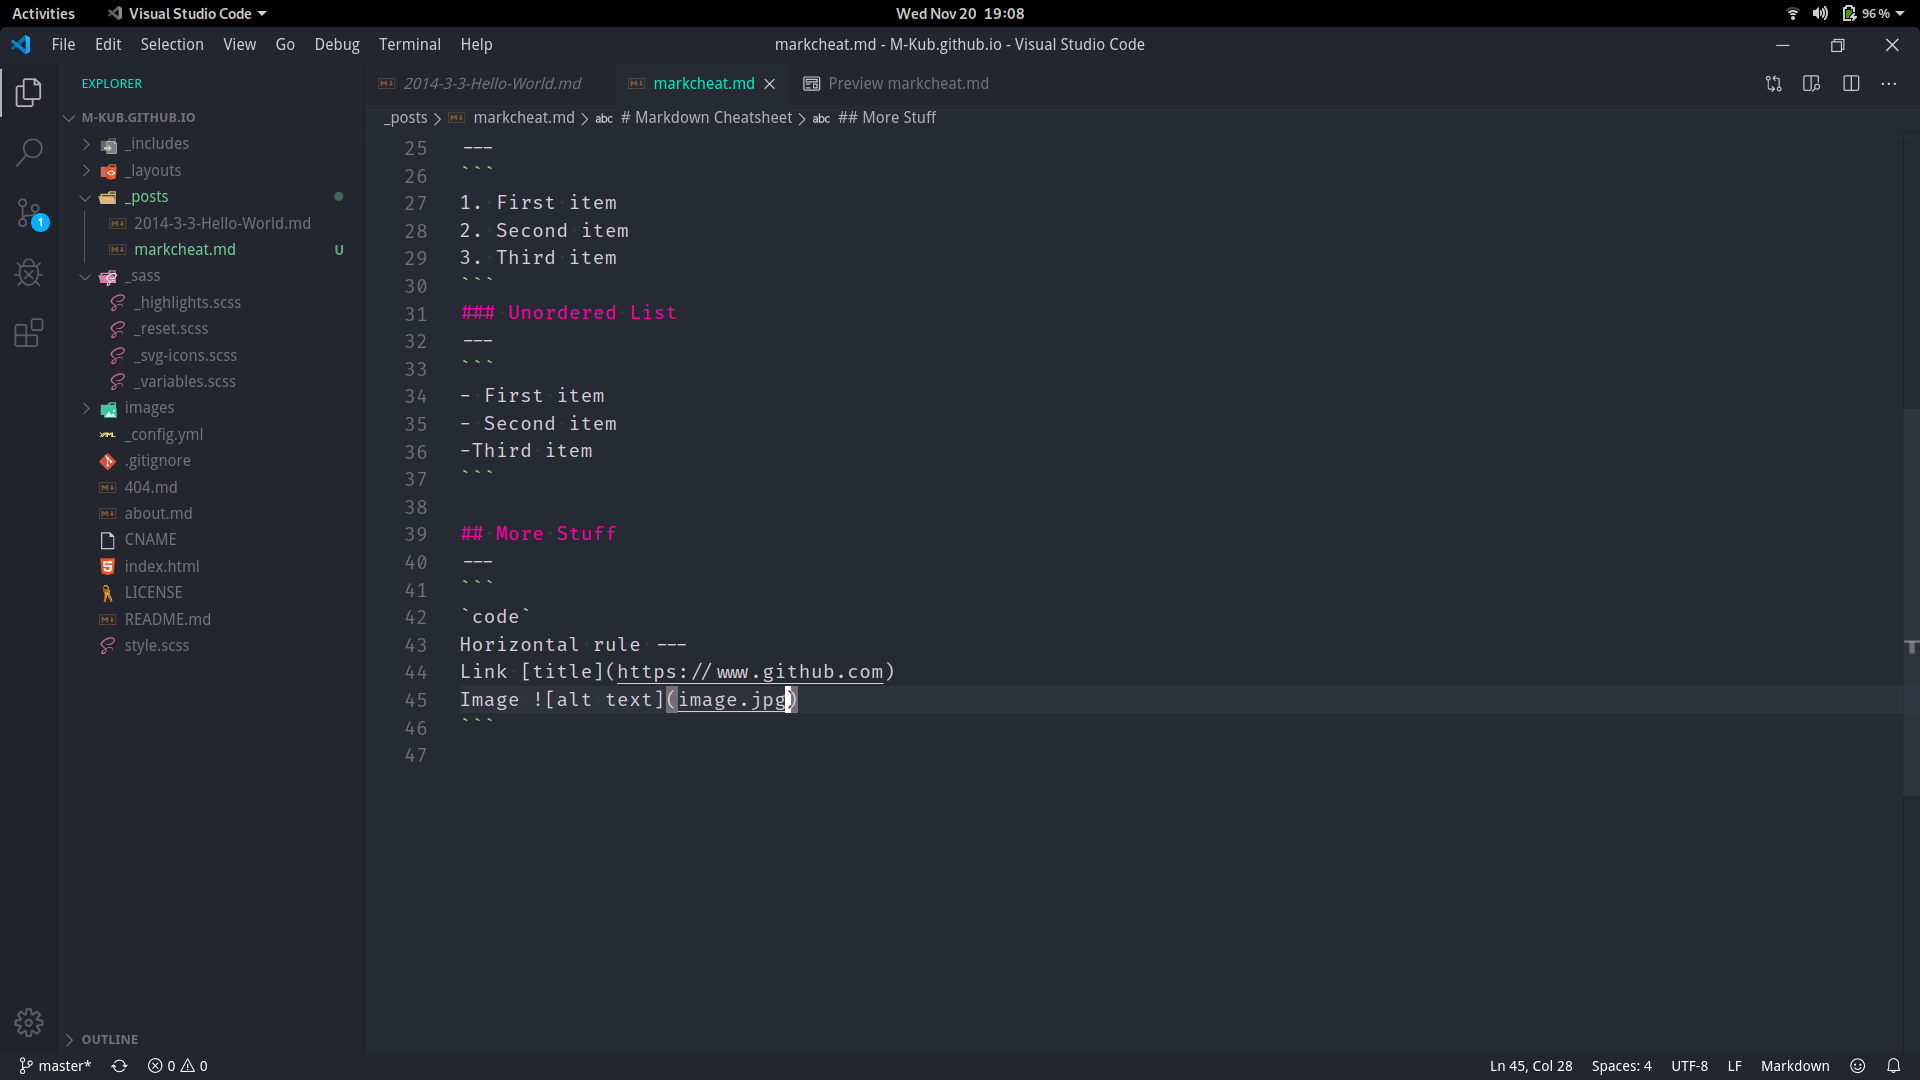 Activities Visual Studio Code Wed Nov 20 19:08 96 %
File Edit Selection View Go Debug Terminal Help markcheat.md - M-Kub.github.io - Visual Studio Code
EXPLORER
M-KUB.GITHUB.IO
_includes
_layouts
_posts
2014-3-3-Hello-World.md
markcheat.md U
_sass
_highlights.scss
_reset.scss
_svg-icons.scss
_variables.scss
images
_config.yml
.gitignore
404.md
about.md
CNAME
index.html
LICENSE
README.md
style.scss
OUTLINE
1
2014-3-3-Hello-World.md markcheat.md Preview markcheat.md
_posts > markcheat.md > abc # Markdown Cheatsheet > abc ## More Stuff
25 ---
26 ```
27 1. First item
28 2. Second item
29 3. Third item
30 ```
31 ### Unordered List
32 ---
33 ```
34 - First item
35 - Second item
36 -Third item
37 ```
38
39 ## More Stuff
40 ---
41 ```
42 `code`
43 Horizontal rule ---
44 Link [title](https://www.github.com)
45 Image ![alt text](image.jpg)
46 ```
47
master* 0 0 Ln 45, Col 28 Spaces: 4 UTF-8 LF Markdown